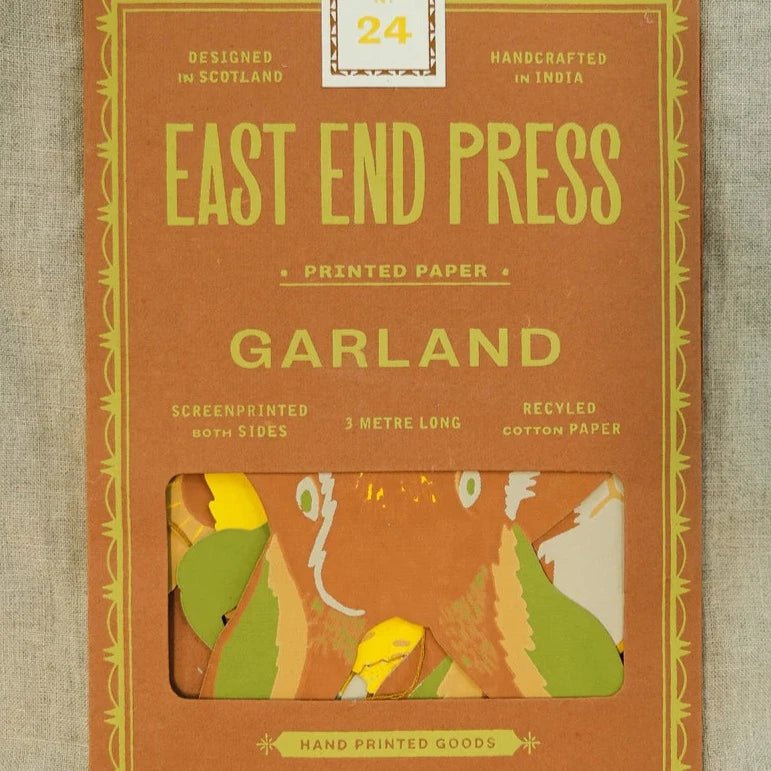 24
DESIGNED
IN SCOTLAND
HANDCRAFTED
IN INDIA
EAST END PRESS
• PRINTED PAPER •
GARLAND
SCREENPRINTED
BOTH SIDES
3 METRE LONG
RECYLED
COTTON PAPER
HAND PRINTED GOODS